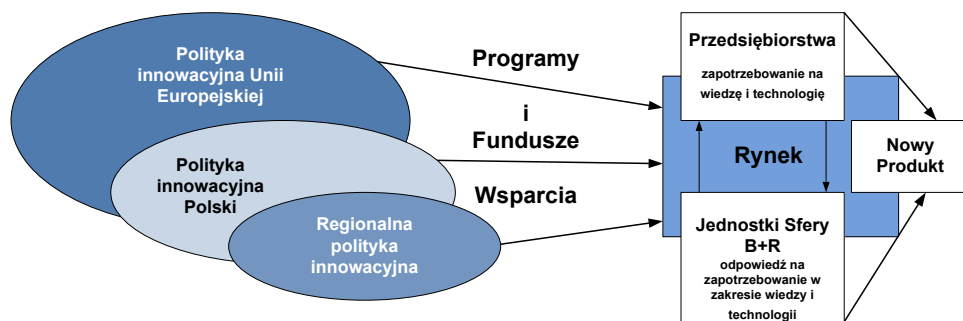 Polityka
innowacyjna Unii
Europejskiej
Polityka
innowacyjna
Polski
Regionalna
polityka
innowacyjna
Programy
i
Fundusze
Wsparcia
Przedsiębiorstwa
zapotrzebowanie na
wiedzę i technologię
Rynek
Jednostki Sfery
B+R
odpowiedź na
zapotrzebowanie w
zakresie wiedzy i
technologii
Nowy
Produkt